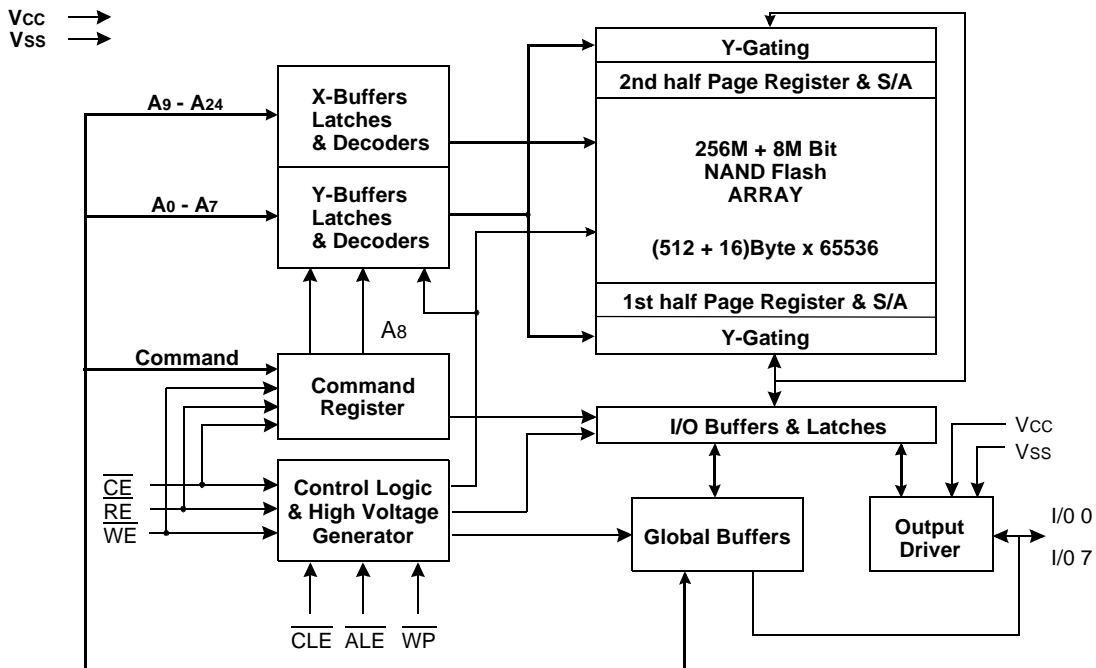 VCC
VSS
A9 - A24
X-Buffers
Latches
& Decoders
A0 - A7
Y-Buffers
Latches
& Decoders
A8
Y-Gating
2nd half Page Register & S/A
256M + 8M Bit
NAND Flash
ARRAY
(512 + 16)Byte x 65536
1st half Page Register & S/A
Y-Gating
Command
Command
Register
I/O Buffers & Latches
VCC
VSS
CE
RE
WE
Control Logic
& High Voltage
Generator
Global Buffers
Output
Driver
I/0 0
I/0 7
CLE
ALE
WP